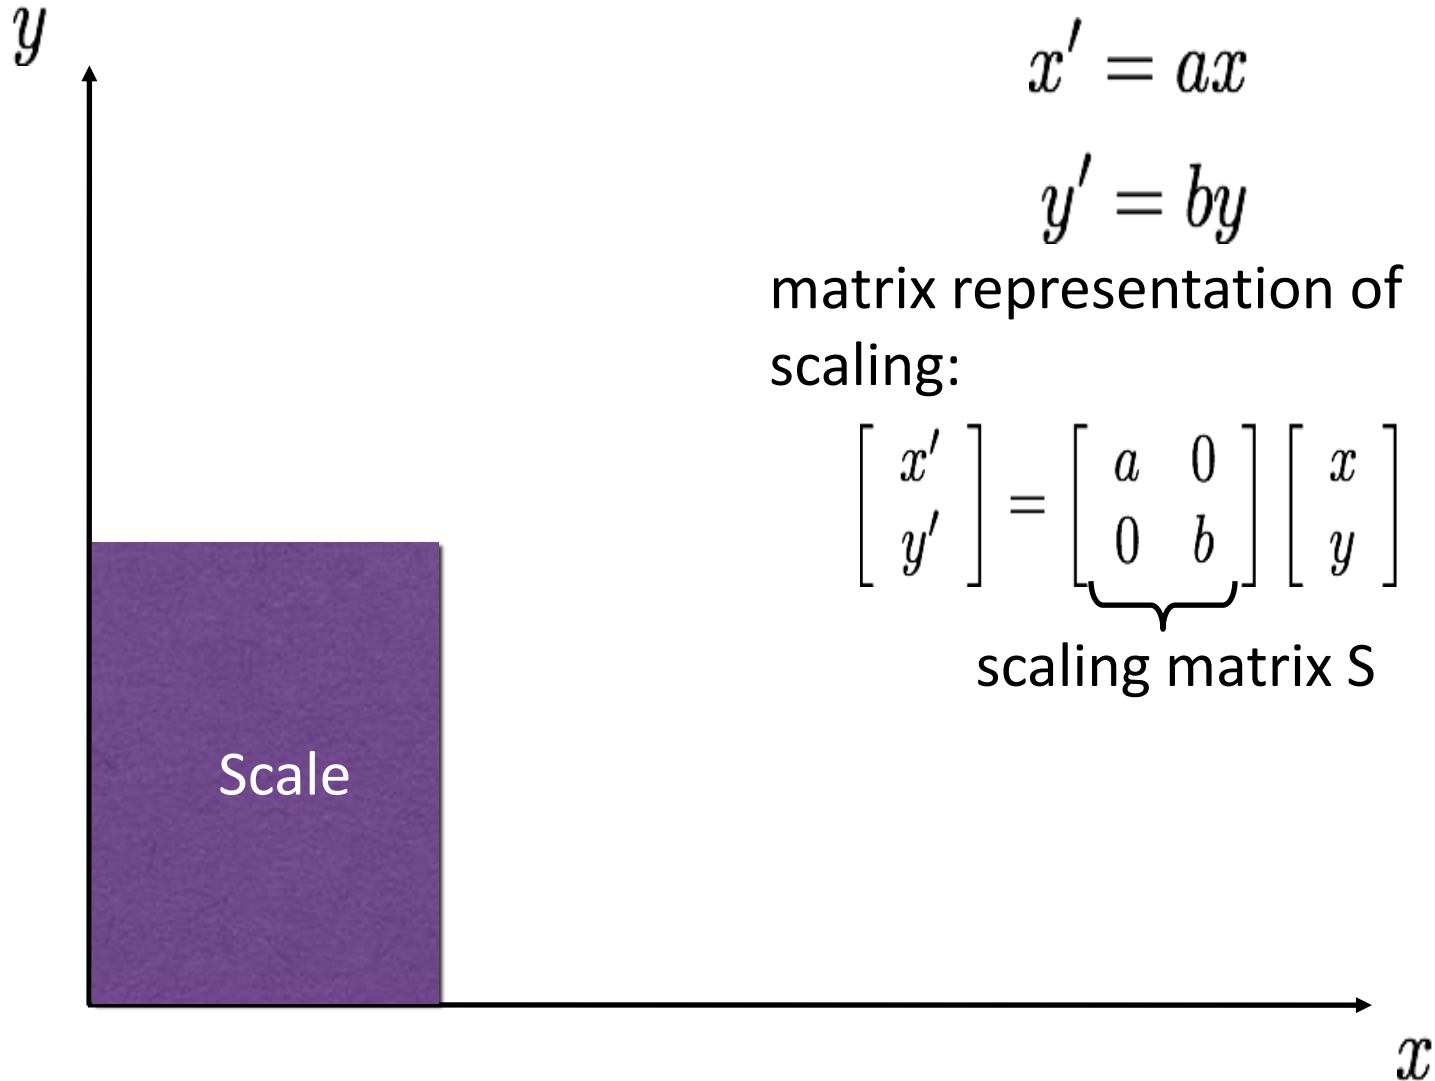 y
x′ = ax
y′ = by
matrix representation of
scaling:
[ x′ ] = [ a 0 ] [ x ]
[ y′ ]   [ 0 b ] [ y ]
scaling matrix S
Scale
x